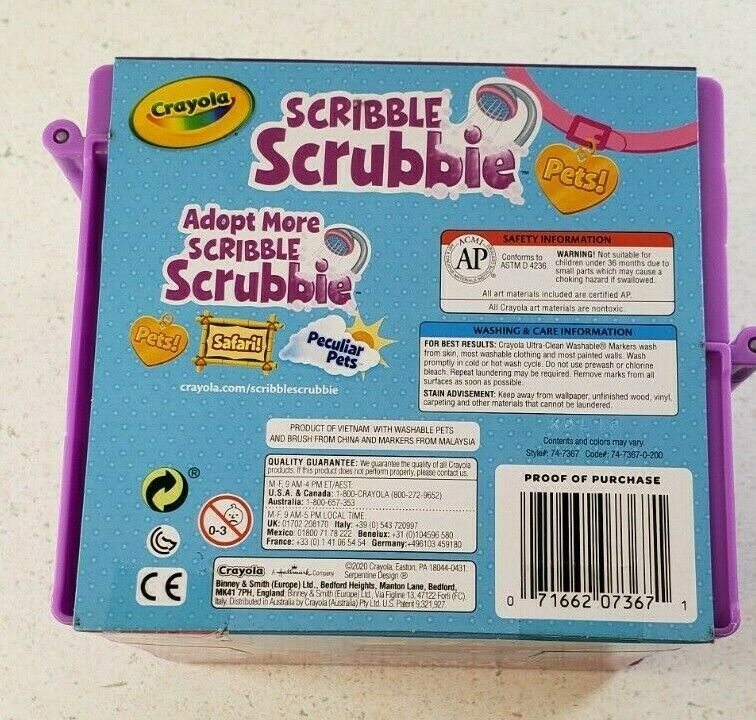 Crayola
SCRIBBLE
Scrubbie™
Pets!
Adopt More
SCRIBBLE
Scrubbie™
Pets!
Safari!
Peculiar
Pets
crayola.com/scribblescrubbie
SAFETY INFORMATION
ACMI
AP
Conforms to
ASTM D 4236
WARNING! Not suitable for
children under 36 months due to
small parts which may cause a
choking hazard if swallowed.
All art materials included are certified AP.
All Crayola art materials are nontoxic.
WASHING & CARE INFORMATION
FOR BEST RESULTS: Crayola Ultra-Clean Washable® Markers wash
from skin, most washable clothing and most painted walls. Wash
promptly in cold or hot wash cycle. Do not use prewash or chlorine
bleach. Repeat laundering may be required. Remove marks from all
surfaces as soon as possible.
STAIN ADVISEMENT: Keep away from wallpaper, unfinished wood, vinyl,
carpeting and other materials that cannot be laundered.
Contents and colors may vary.
Style#: 74-7367 Code#: 74-7367-0-200
PRODUCT OF VIETNAM WITH WASHABLE PETS
AND BRUSH FROM CHINA AND MARKERS FROM MALAYSIA
QUALITY GUARANTEE: We guarantee the quality of all Crayola
products. If this product does not perform properly, please contact us.
M-F, 9 AM-4 PM ET/AEST.
U.S.A. & Canada: 1-800-CRAYOLA (800-272-9652)
Australia: 1-800-657-353
M-F, 9 AM-5 PM LOCAL TIME
UK: 01702 208170 Italy: +39 (0) 543 720997
Mexico: 01800 71 78 222 Benelux: +31 (0)104596 580
France: +33 (0) 1 41 06 54 54 Germany: +496103 459180
®
0-3
CE
Crayola A Hallmark Company
©2020 Crayola, Easton, PA 18044-0431.
Serpentine Design ®
Binney & Smith (Europe) Ltd., Bedford Heights, Manton Lane, Bedford,
MK41 7PH, England. Binney & Smith (Europe) Ltd., Via Figline 13, 47122 Forlì (FC),
Italy. Distributed in Australia by Crayola (Australia) Pty Ltd. U.S. Patent 9,321,927.
PROOF OF PURCHASE
0 71662 07367 1